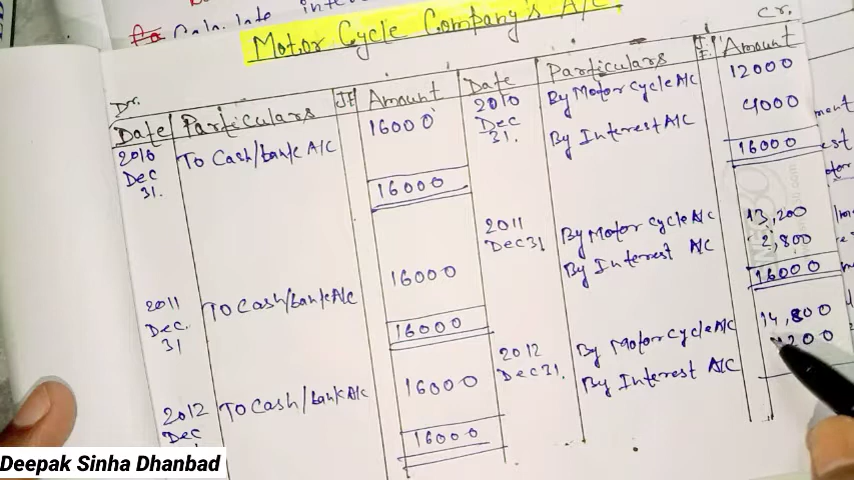 Caln. late
Motor Cycle Company's A/C
Dr. Cr.
Date Particulars J.F. Amount Date Particulars J.F. Amount
2010 Dec 31. To Cash/bank A/C 16000 2010 Dec 31. By Motor Cycle A/C 12000
By Interest A/C 4000
16000 16000
2011 Dec 31 By Motor Cycle A/C 13,200
2011 Dec. 31 To Cash/bank A/c 16000 By Interest A/C 2,800
16000 16000
2012 Dec To Cash/bank A/c 16000 2012 Dec 31. By Motor Cycle A/C 14,800
By Interest A/C 1200
16000
Deepak Sinha Dhanbad